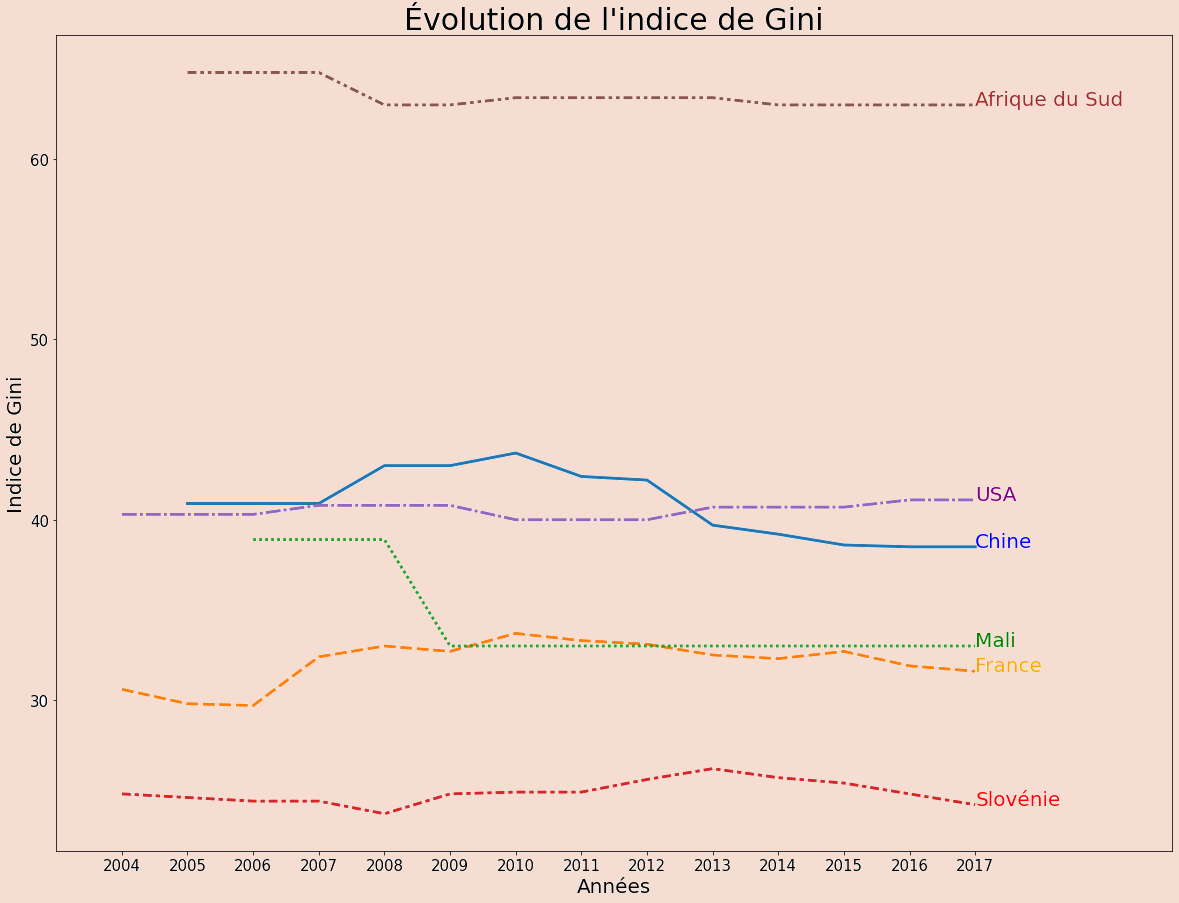 Évolution de l'indice de Gini
Indice de Gini
60
50
40
30
Afrique du Sud
USA
Chine
Mali
France
Slovénie
2004 2005 2006 2007 2008 2009 2010 2011 2012 2013 2014 2015 2016 2017
Années